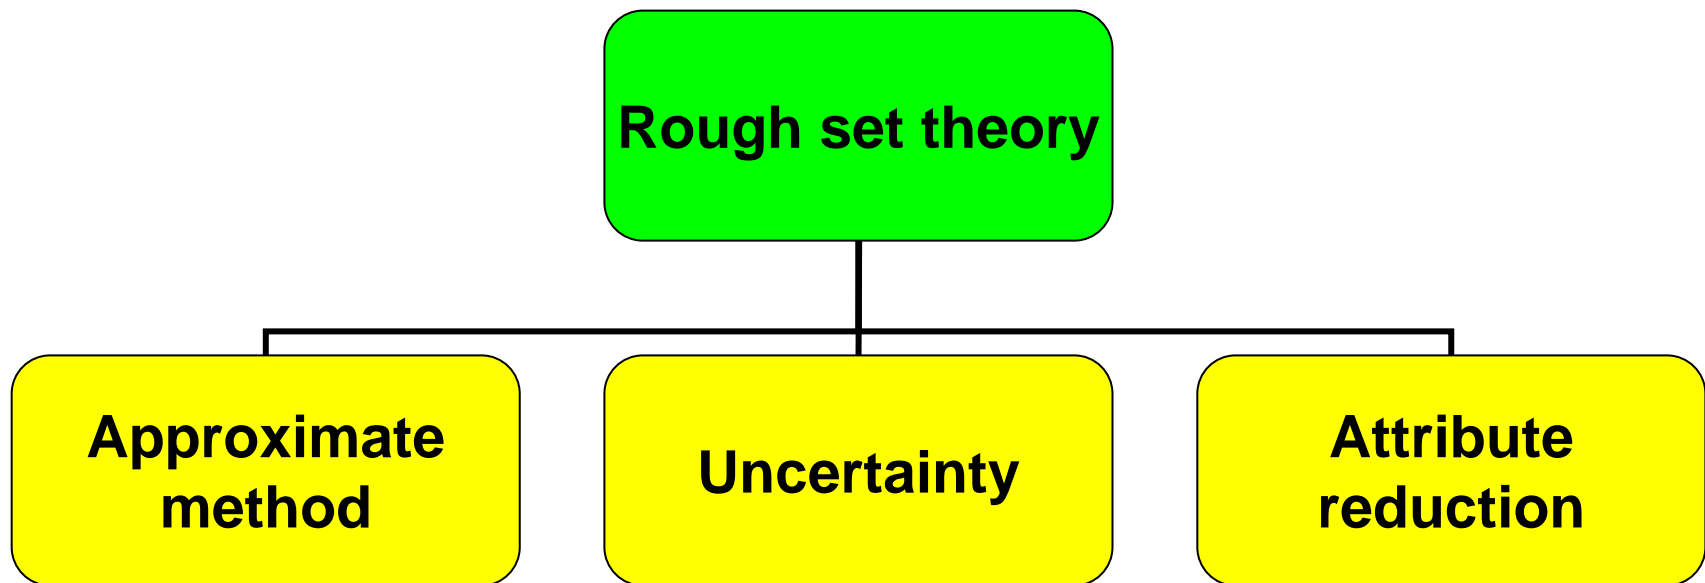 Rough set theory
Approximate
method
Uncertainty
Attribute
reduction